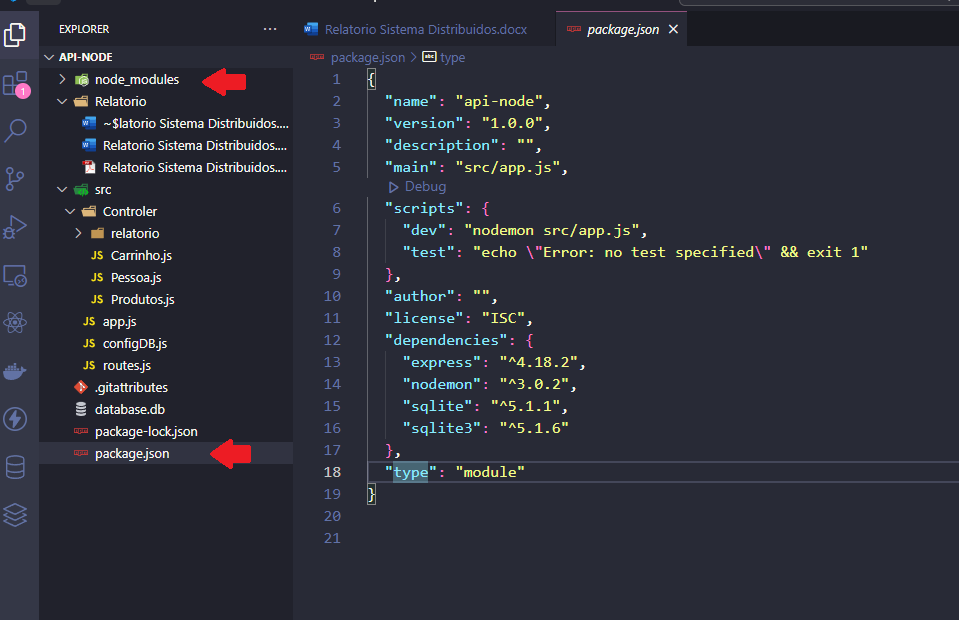 EXPLORER
...
Relatorio Sistema Distribuidos.docx
package.json
API-NODE
package.json > type
node_modules
Relatorio
~$latorio Sistema Distribuidos....
Relatorio Sistema Distribuidos....
Relatorio Sistema Distribuidos....
src
Controler
relatorio
JS Carrinho.js
JS Pessoa.js
JS Produtos.js
JS app.js
JS configDB.js
JS routes.js
.gitattributes
database.db
package-lock.json
package.json
1
1 {
2 "name": "api-node",
3 "version": "1.0.0",
4 "description": "",
5 "main": "src/app.js",
Debug
6 "scripts": {
7 "dev": "nodemon src/app.js",
8 "test": "echo \"Error: no test specified\" && exit 1"
9 },
10 "author": "",
11 "license": "ISC",
12 "dependencies": {
13 "express": "^4.18.2",
14 "nodemon": "^3.0.2",
15 "sqlite": "^5.1.1",
16 "sqlite3": "^5.1.6"
17 },
18 "type": "module"
19 }
20
21